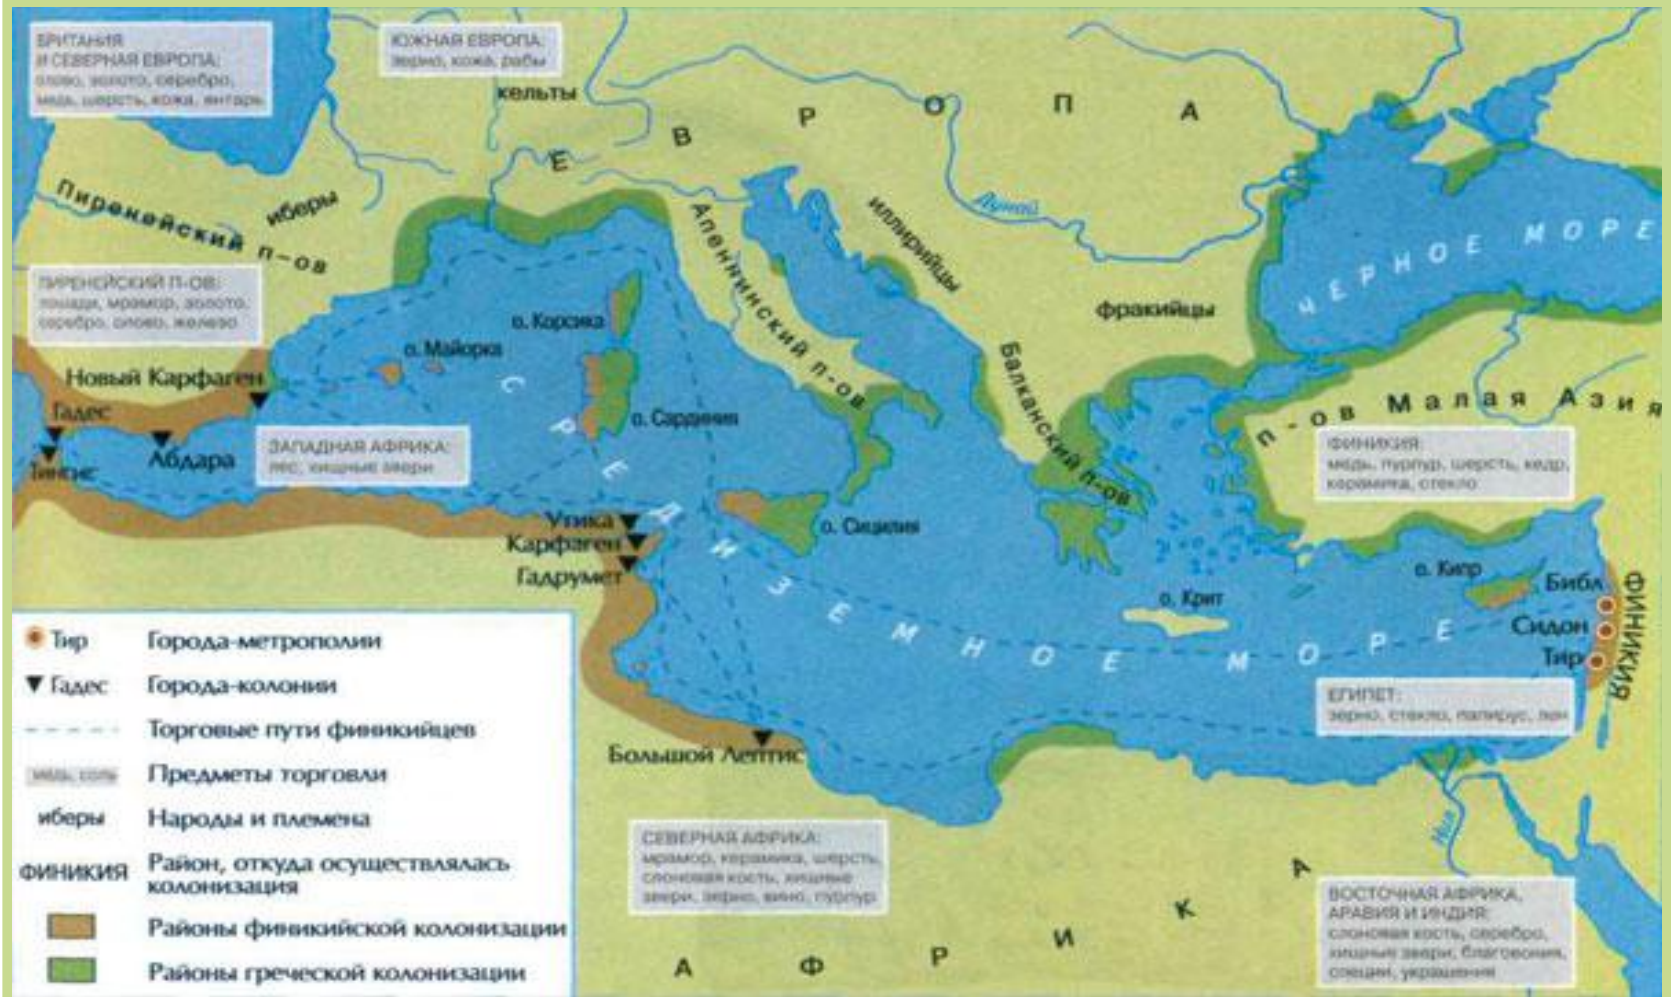 БРИТАНИЯ
И СЕВЕРНАЯ ЕВРОПА:
олово, золото, серебро,
медь, шерсть, кожа, янтарь
ЮЖНАЯ ЕВРОПА:
зерно, кожа, рабы
кельты
ЕВРОПА
Пиренейский п-ов
иберы
Апеннинский п-ов
иллирийцы
Дунай
ЧЕРНОЕ МОРЕ
фракийцы
Балканский п-ов
п-ов Малая Азия
ПИРЕНЕЙСКИЙ П-ОВ:
лошади, мрамор, золото,
серебро, олово, железо
о. Корсика
о. Майорка
о. Сардиния
Новый Карфаген
Гадес
Абдара
Тингис
ЗАПАДНАЯ АФРИКА:
лес, хищные звери
ФИНИКИЯ:
медь, пурпур, шерсть, кедр,
керамика, стекло
СРЕДИЗЕМНОЕ МОРЕ
Утика
Карфаген
Гадрумет
о. Сицилия
о. Крит
о. Кипр
Библ
Сидон
Тир
ФИНИКИЯ
ЕГИПЕТ:
зерно, стекло, папирус, лен
Большой Лептис
СЕВЕРНАЯ АФРИКА:
мрамор, керамика, шерсть,
слоновая кость, хищные
звери, зерно, вино, пурпур
Нил
ВОСТОЧНАЯ АФРИКА,
АРАВИЯ И ИНДИЯ:
слоновая кость, серебро,
хищные звери, благовония,
специи, украшения
АФРИКА
Тир Города-метрополии
Гадес Города-колонии
Торговые пути финикийцев
медь, соль Предметы торговли
иберы Народы и племена
ФИНИКИЯ Район, откуда осуществлялась
колонизация
Районы финикийской колонизации
Районы греческой колонизации